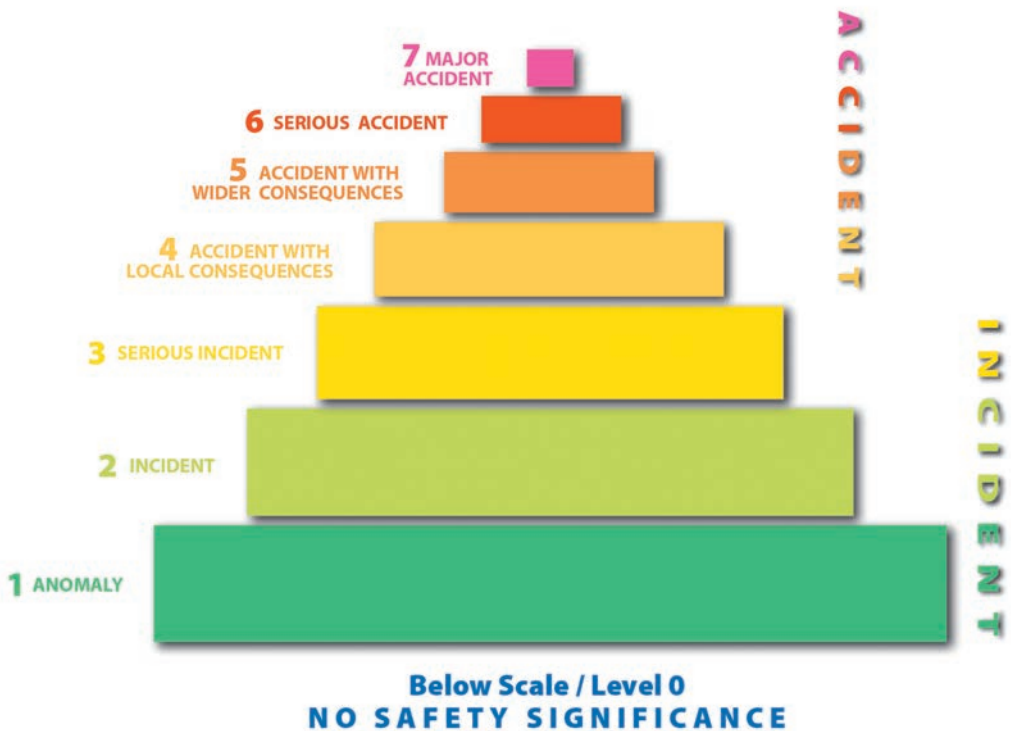 7 MAJOR
ACCIDENT
6 SERIOUS ACCIDENT
5 ACCIDENT WITH
WIDER CONSEQUENCES
4 ACCIDENT WITH
LOCAL CONSEQUENCES
3 SERIOUS INCIDENT
2 INCIDENT
1 ANOMALY
ACCIDENT
INCIDENT
Below Scale / Level 0
NO SAFETY SIGNIFICANCE